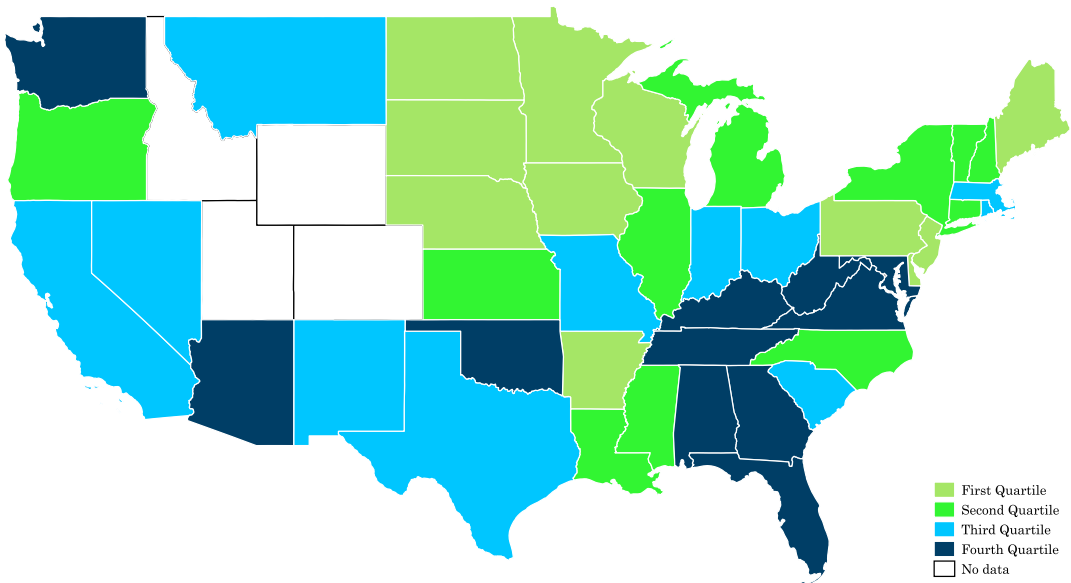 First Quartile
Second Quartile
Third Quartile
Fourth Quartile
No data